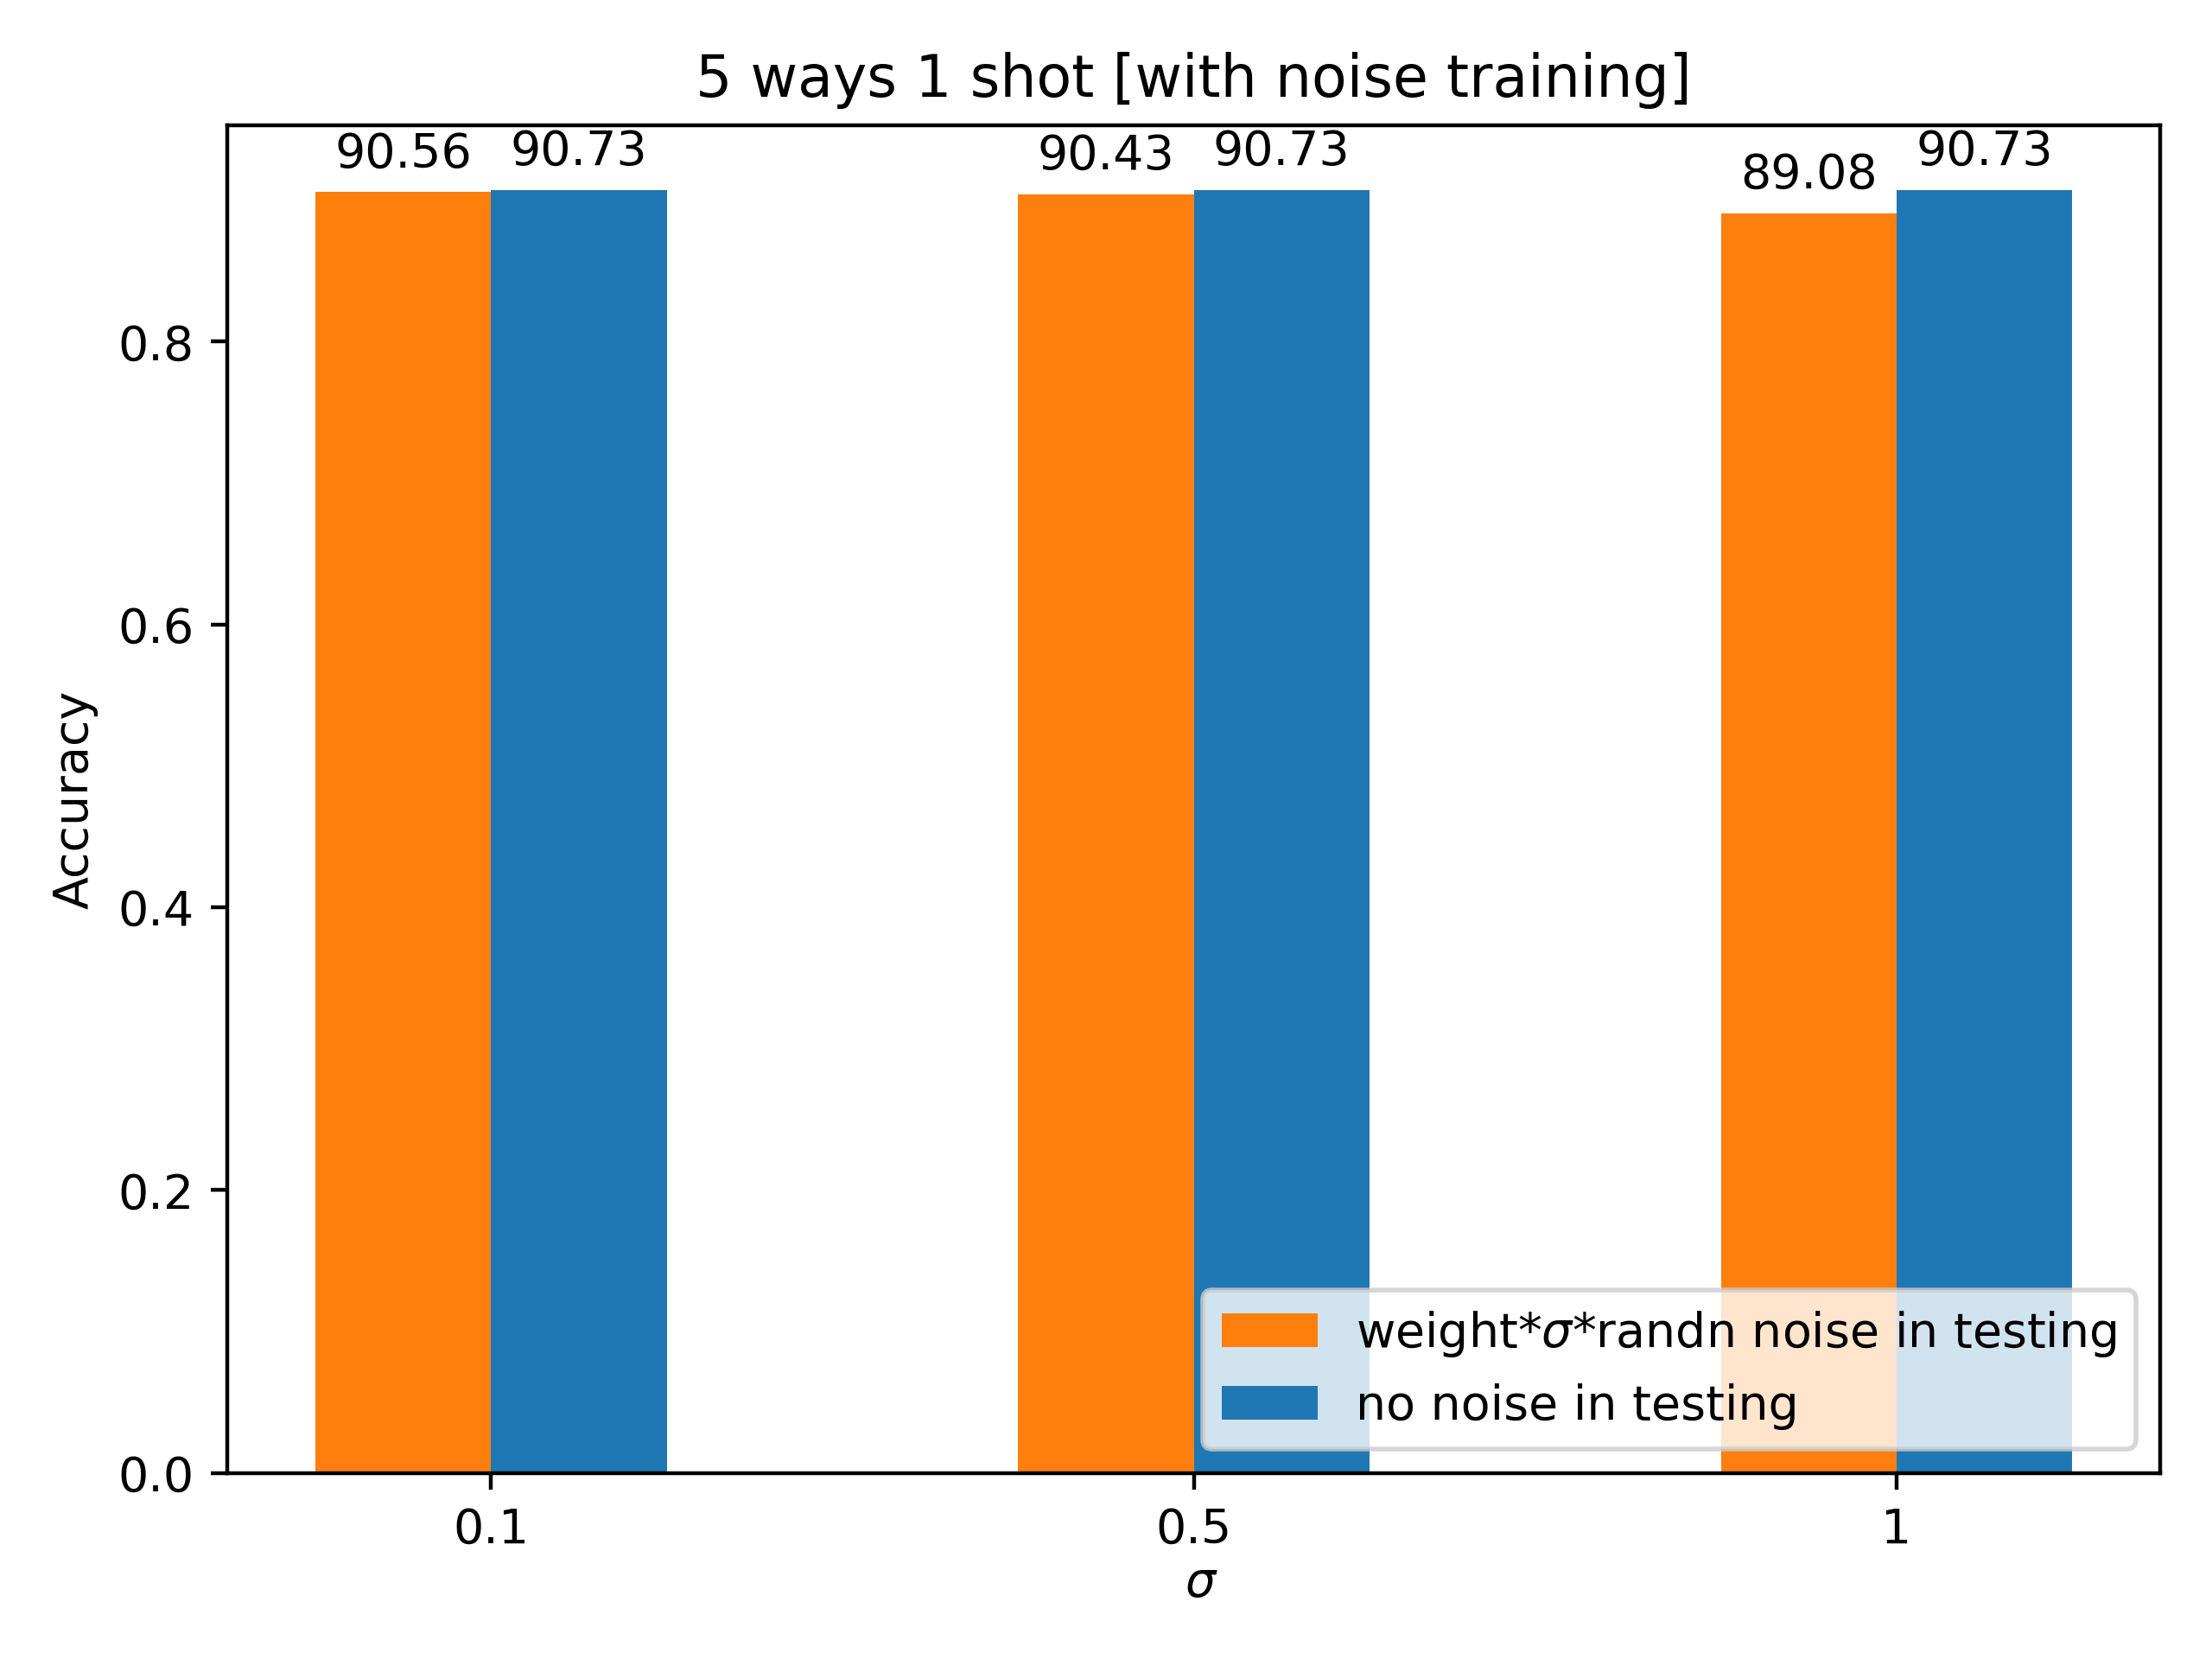 5 ways 1 shot [with noise training]
90.56
90.73
90.43
90.73
89.08
90.73
0.8
0.6
0.4
0.2
0.0
Accuracy
weight*σ*randn noise in testing
no noise in testing
0.1
0.5
1
σ